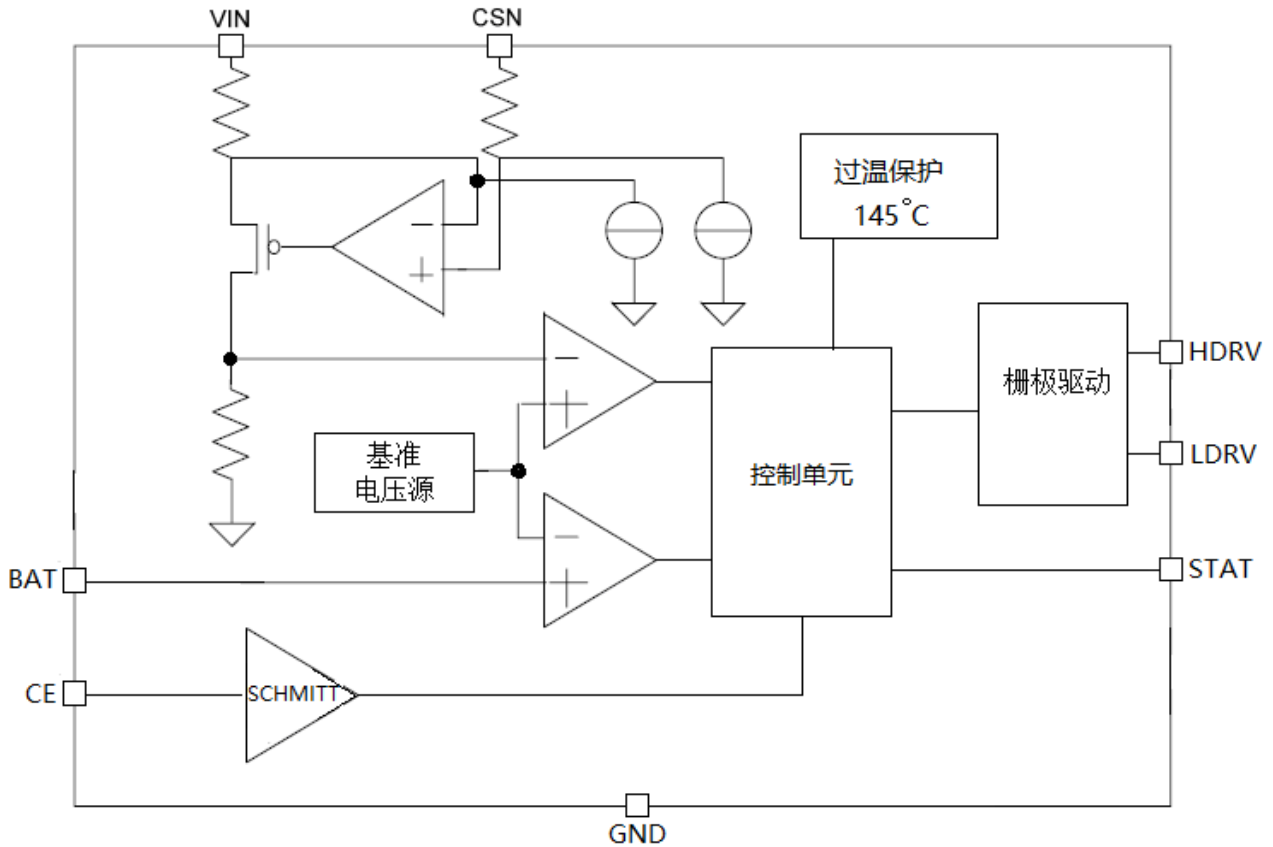 VIN
CSN
过温保护
145°C
−
+
−
+
−
+
基准
电压源
控制单元
栅极驱动
HDRV
LDRV
STAT
BAT
CE
SCHMITT
GND